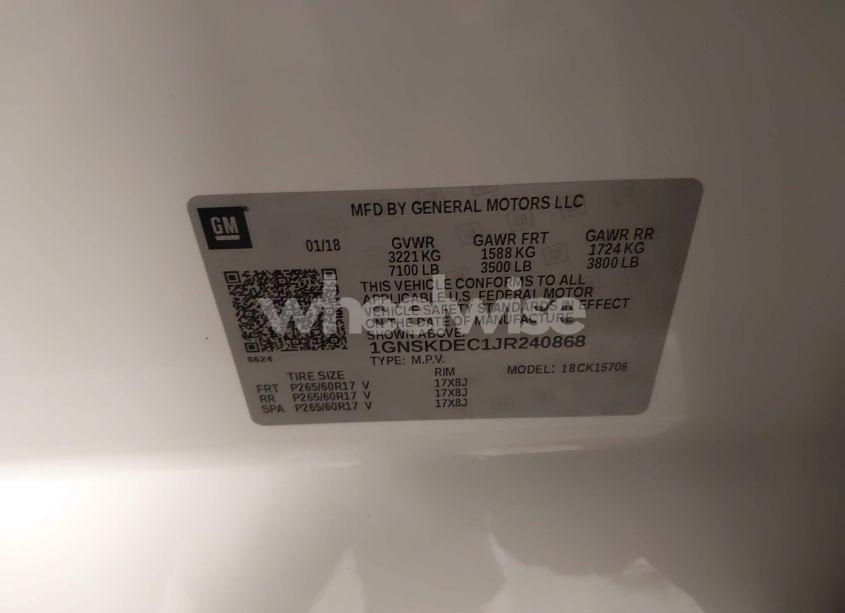 GM
MFD BY GENERAL MOTORS LLC
01/18 GVWR GAWR FRT GAWR RR
3221 KG 1588 KG 1724 KG
7100 LB 3500 LB 3800 LB
THIS VEHICLE CONFORMS TO ALL
APPLICABLE U.S. FEDERAL MOTOR
VEHICLE SAFETY STANDARDS IN EFFECT
ON THE DATE OF MANUFACTURE
SHOWN ABOVE.
1GNSKDEC1JR240868
8624
TYPE: M.P.V. MODEL: 18CK15706
TIRE SIZE RIM
FRT P265/60R17 V 17X8J
RR P265/60R17 V 17X8J
SPA P265/60R17 V 17X8J
wheelwise